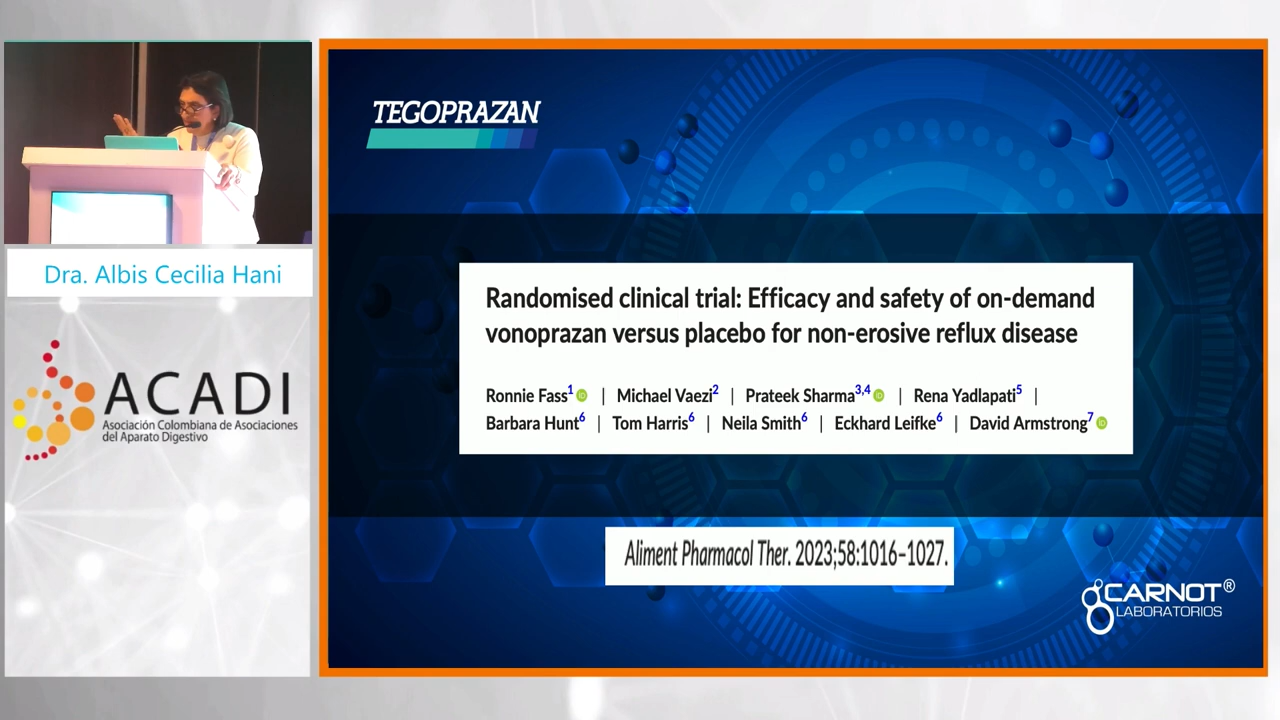 Dra. Albis Cecilia Hani
ACADI
Asociación Colombiana de Asociaciones
del Aparato Digestivo
TEGOPRAZAN
Randomised clinical trial: Efficacy and safety of on-demand
vonoprazan versus placebo for non-erosive reflux disease
Ronnie Fass1 iD | Michael Vaezi2 | Prateek Sharma3,4 iD | Rena Yadlapati5 |
Barbara Hunt6 | Tom Harris6 | Neila Smith6 | Eckhard Leifke6 | David Armstrong7 iD
Aliment Pharmacol Ther. 2023;58:1016–1027.
CARNOT®
LABORATORIOS